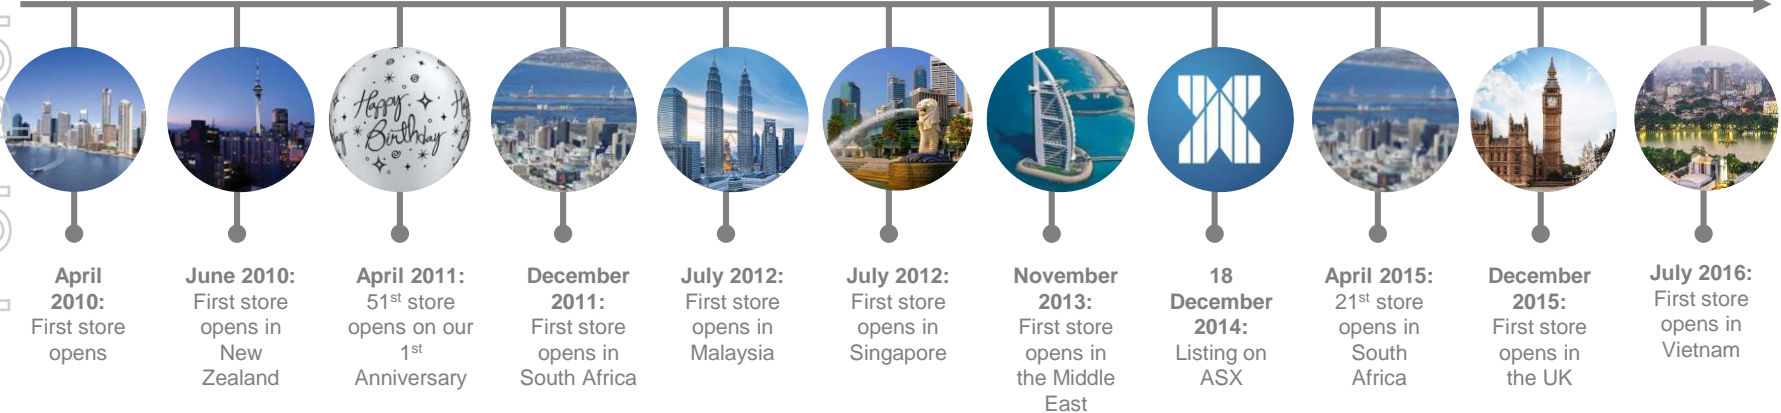 Happy
Birthday
April
2010:
First store
opens
June 2010:
First store
opens in
New
Zealand
April 2011:
51st store
opens on our
1st
Anniversary
December
2011:
First store
opens in
South Africa
July 2012:
First store
opens in
Malaysia
July 2012:
First store
opens in
Singapore
November
2013:
First store
opens in
the Middle
East
18
December
2014:
Listing on
ASX
April 2015:
21st store
opens in
South
Africa
December
2015:
First store
opens in
the UK
July 2016:
First store
opens in
Vietnam